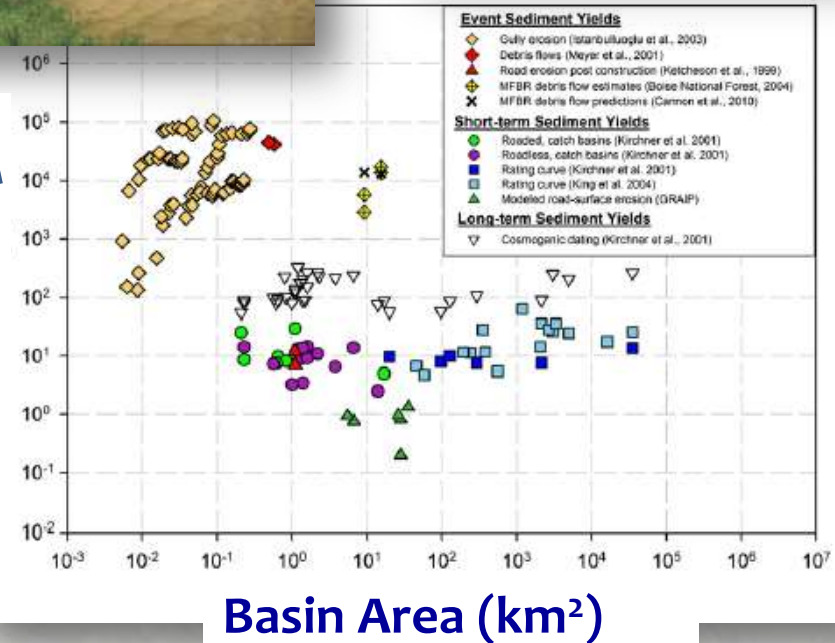 Event Sediment Yields
Gully erosion (Istanbulluoglu et al., 2003)
Debris flows (Meyer et al., 2001)
Road erosion post construction (Ketcheson et al., 1999)
MFBR debris flow estimates (Boise National Forest, 2004)
MFBR debris flow predictions (Cannon et al., 2010)
Short-term Sediment Yields
Roaded, catch basins (Kirchner et al. 2001)
Roadless, catch basins (Kirchner et al. 2001)
Rating curve (Kirchner et al. 2001)
Rating curve (King et al. 2004)
Modeled road-surface erosion (GRAIP)
Long-term Sediment Yields
Cosmogenic dating (Kirchner et al., 2001)
10⁶
10⁵
10⁴
10³
10²
10¹
10⁰
10⁻¹
10⁻²
10⁻³ 10⁻² 10⁻¹ 10⁰ 10¹ 10² 10³ 10⁴ 10⁵ 10⁶ 10⁷
Basin Area (km²)